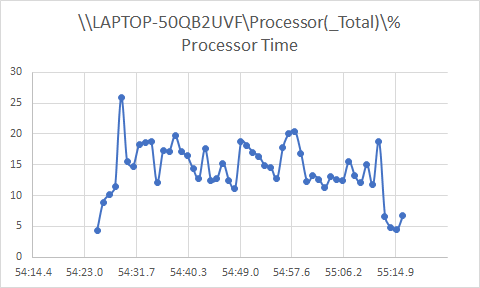 \\LAPTOP-50QB2UVF\Processor(_Total)\%
Processor Time
30
25
20
15
10
5
0
54:14.4 54:23.0 54:31.7 54:40.3 54:49.0 54:57.6 55:06.2 55:14.9